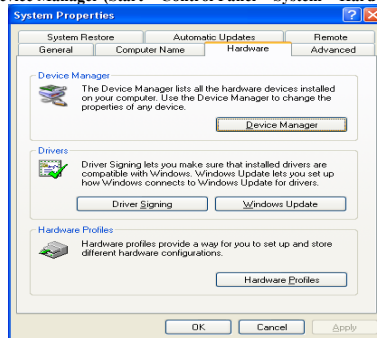 System Properties
System Restore Automatic Updates Remote
General Computer Name Hardware Advanced
Device Manager
The Device Manager lists all the hardware devices installed
on your computer. Use the Device Manager to change the
properties of any device.
Device Manager
Drivers
Driver Signing lets you make sure that installed drivers are
compatible with Windows. Windows Update lets you set up
how Windows connects to Windows Update for drivers.
Driver Signing Windows Update
Hardware Profiles
Hardware profiles provide a way for you to set up and store
different hardware configurations.
Hardware Profiles
OK Cancel Apply